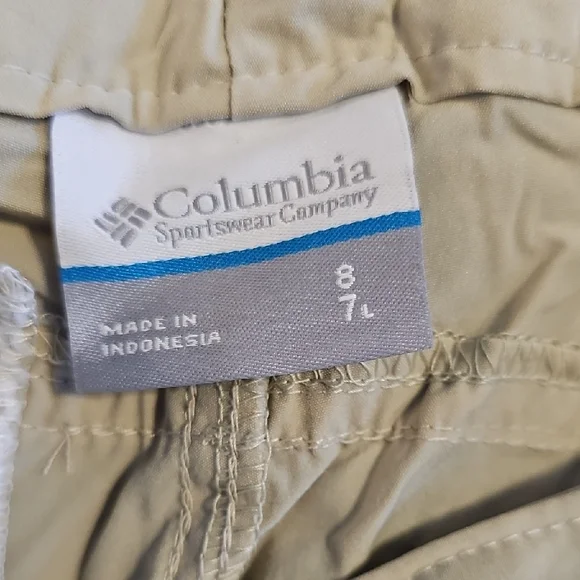 Columbia
Sportswear Company
8
7L
MADE IN
INDONESIA